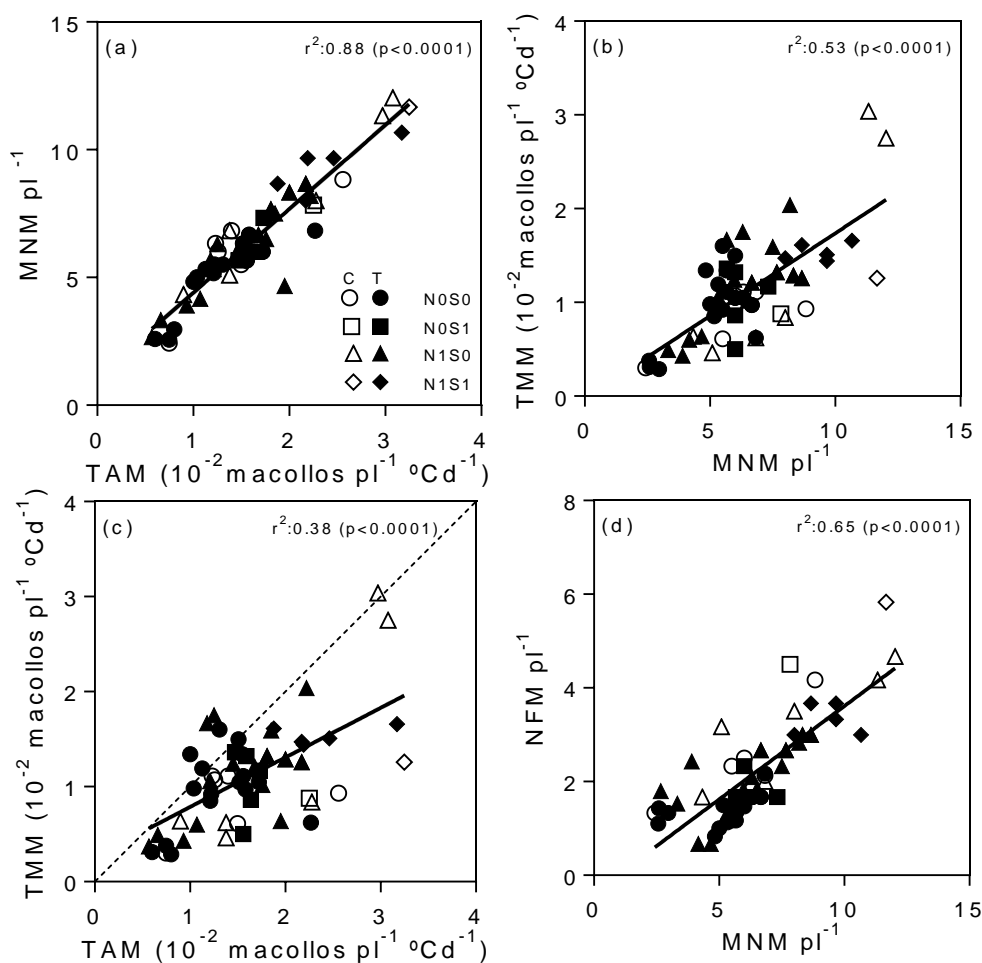 (a) r²:0.88 (p<0.0001)
15
10
5
0
MNM pl⁻¹
C T
N0S0
N0S1
N1S0
N1S1
0 1 2 3 4
TAM (10⁻² macollos pl⁻¹ ºCd⁻¹)
(b) r²:0.53 (p<0.0001)
4
3
2
1
0
TMM (10⁻² macollos pl⁻¹ ºCd⁻¹)
0 5 10 15
MNM pl⁻¹
(c) r²:0.38 (p<0.0001)
4
3
2
1
0
TMM (10⁻² macollos pl⁻¹ ºCd⁻¹)
0 1 2 3 4
TAM (10⁻² macollos pl⁻¹ ºCd⁻¹)
(d) r²:0.65 (p<0.0001)
8
6
4
2
0
NFM pl⁻¹
0 5 10 15
MNM pl⁻¹